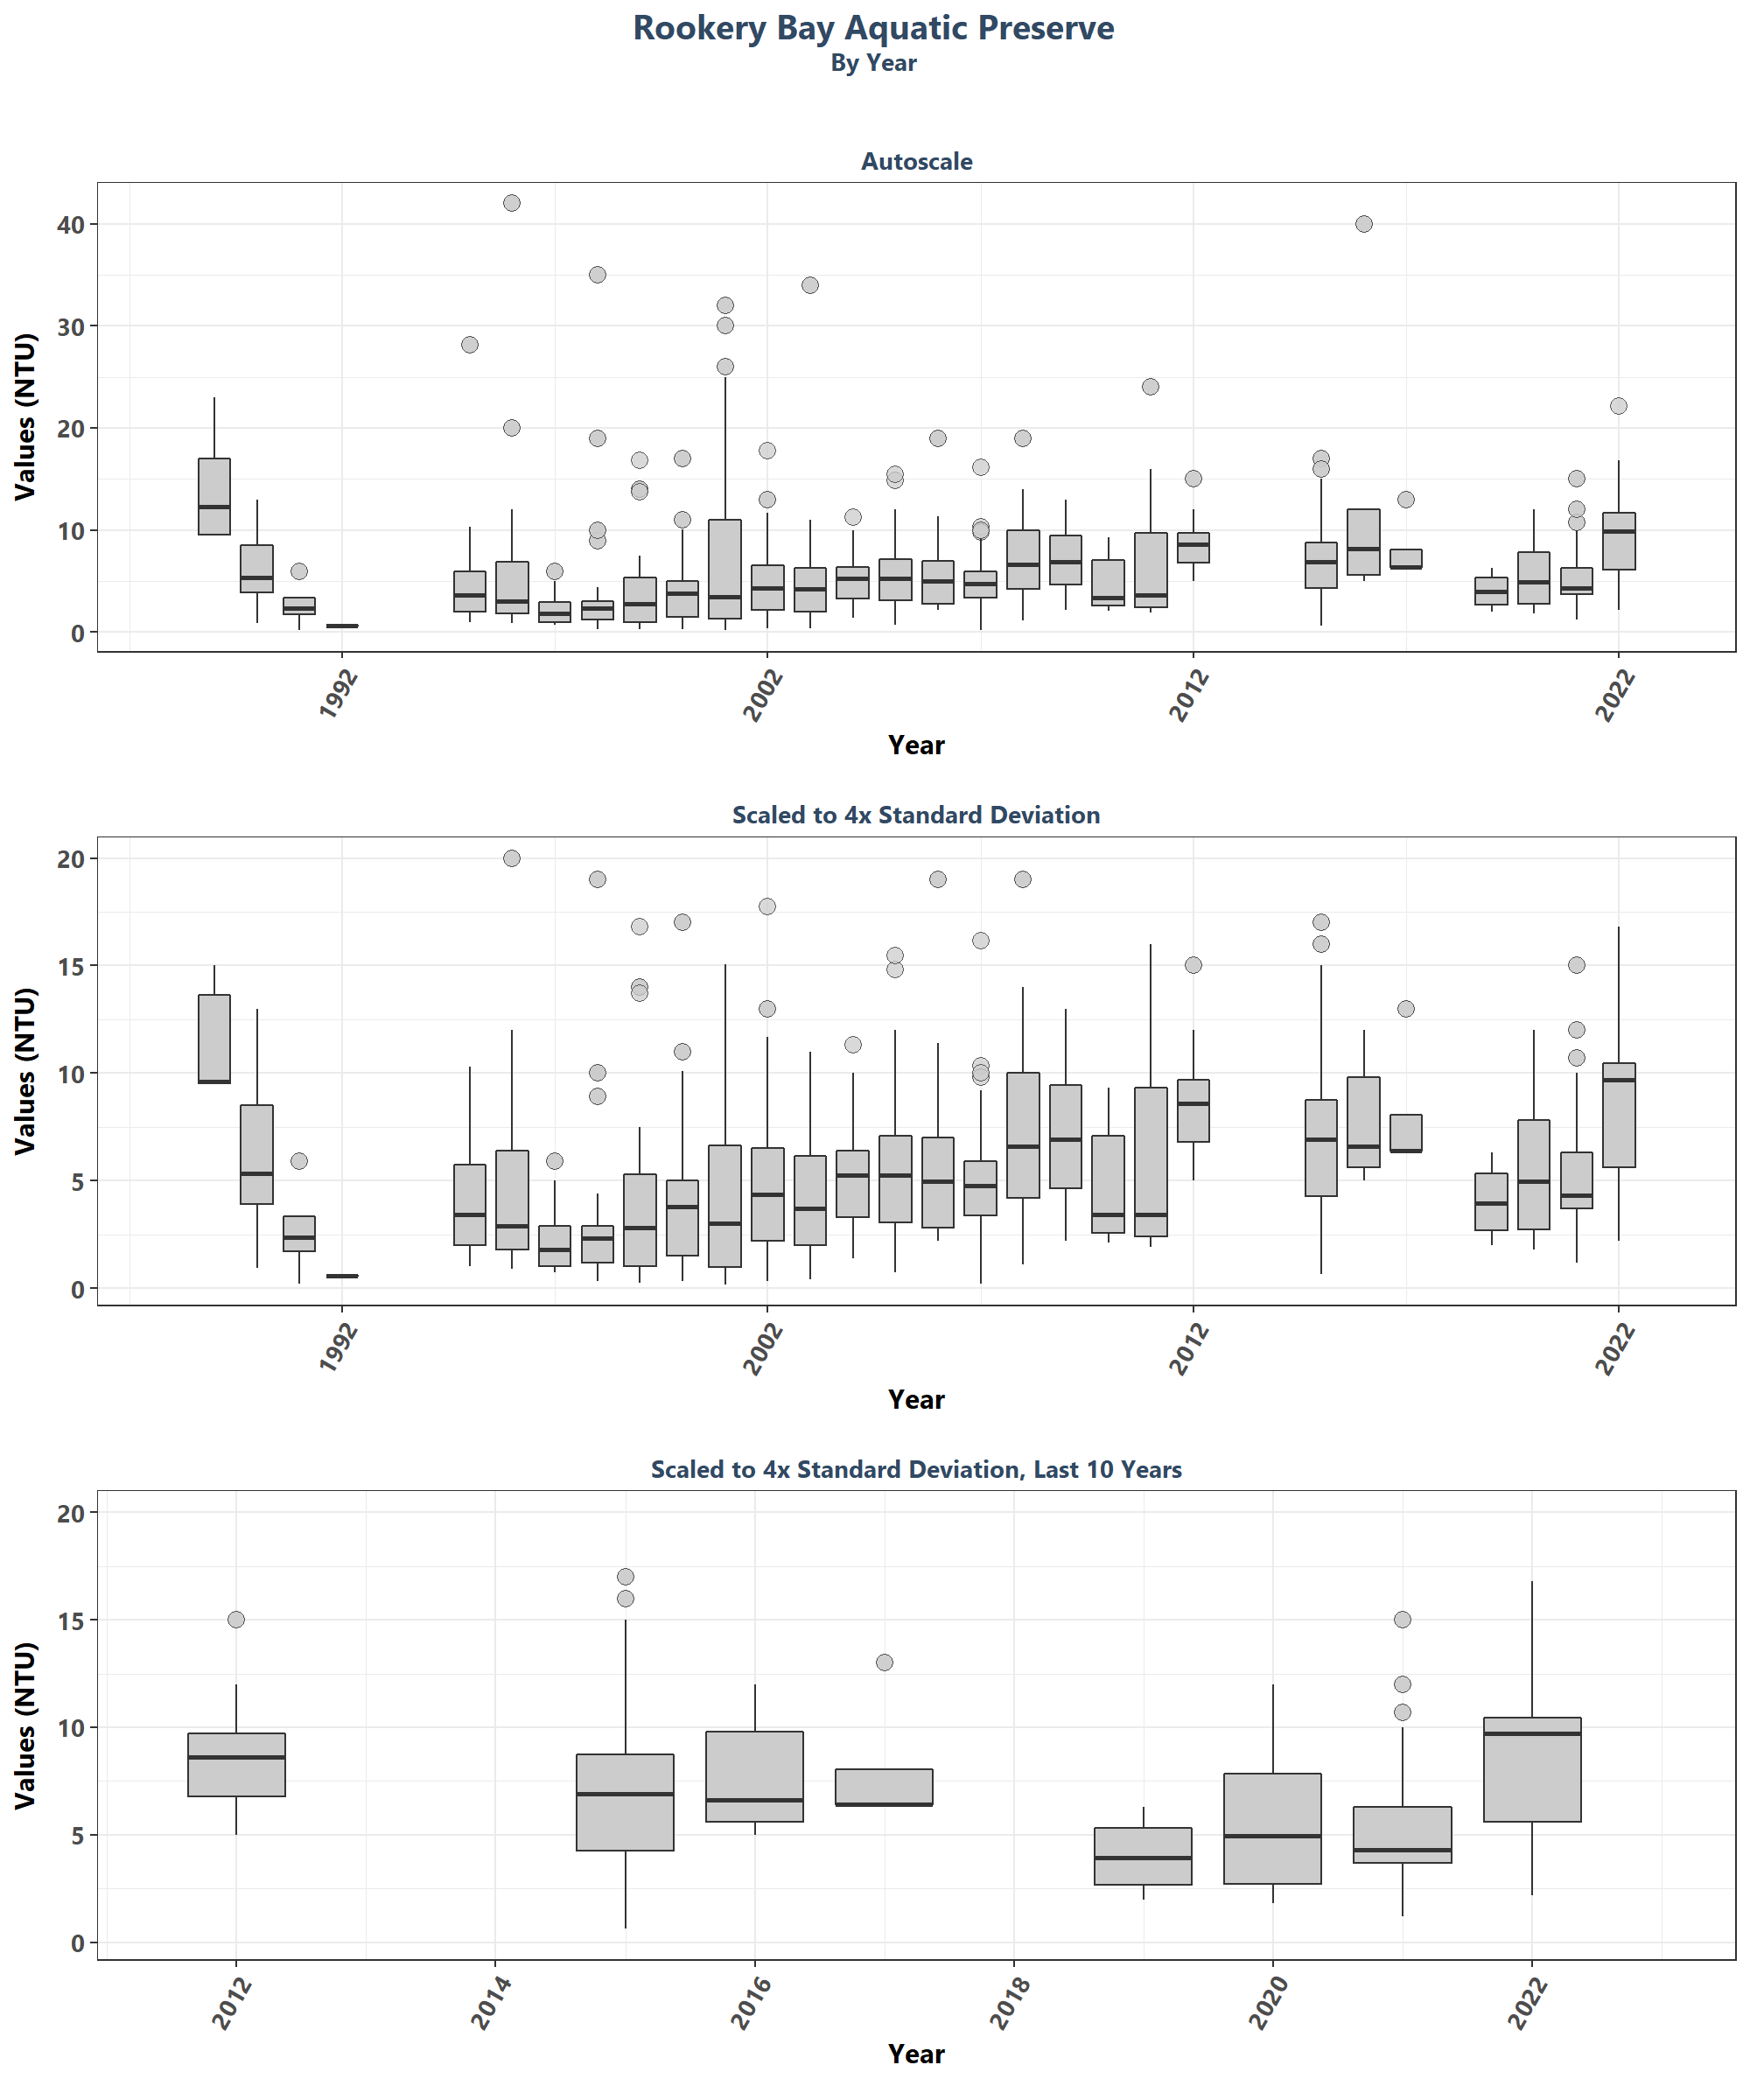 Rookery Bay Aquatic Preserve
By Year
Autoscale
Values (NTU)
40
30
20
10
0
1992
2002
2012
2022
Year
Scaled to 4x Standard Deviation
Values (NTU)
20
15
10
5
0
1992
2002
2012
2022
Year
Scaled to 4x Standard Deviation, Last 10 Years
Values (NTU)
20
15
10
5
0
2012
2014
2016
2018
2020
2022
Year